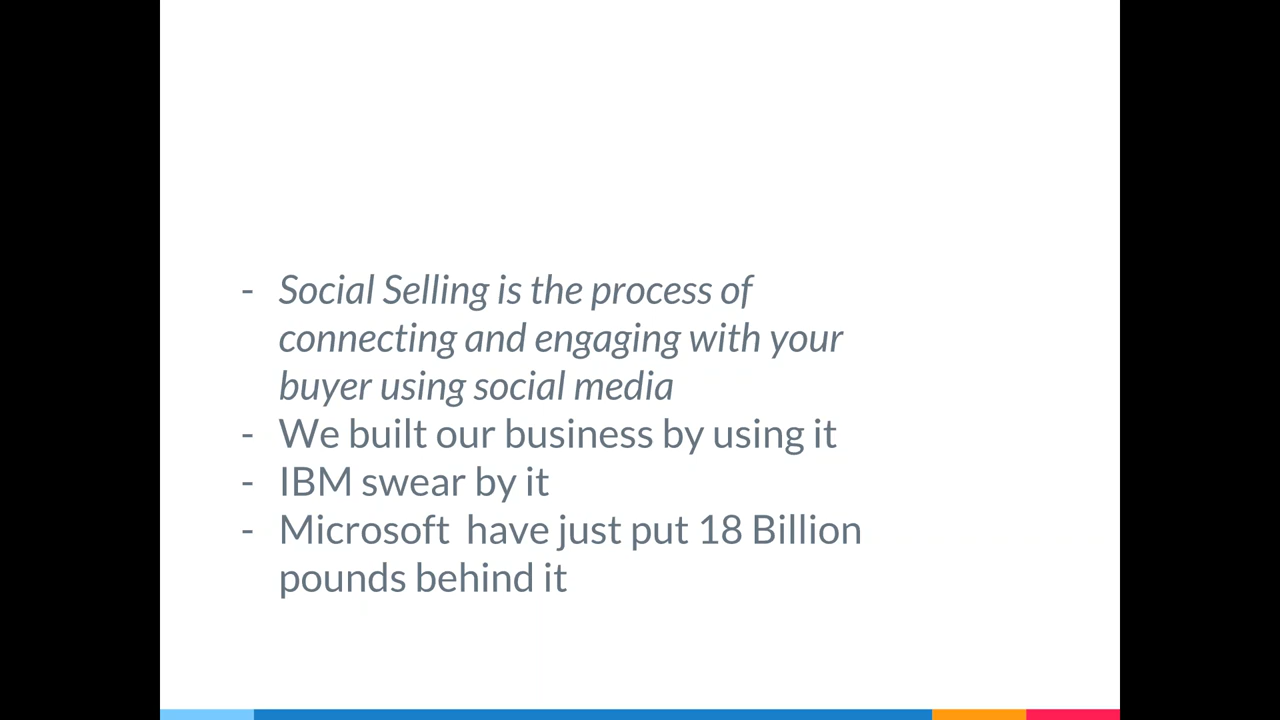 - Social Selling is the process of
connecting and engaging with your
buyer using social media
- We built our business by using it
- IBM swear by it
- Microsoft  have just put 18 Billion
pounds behind it